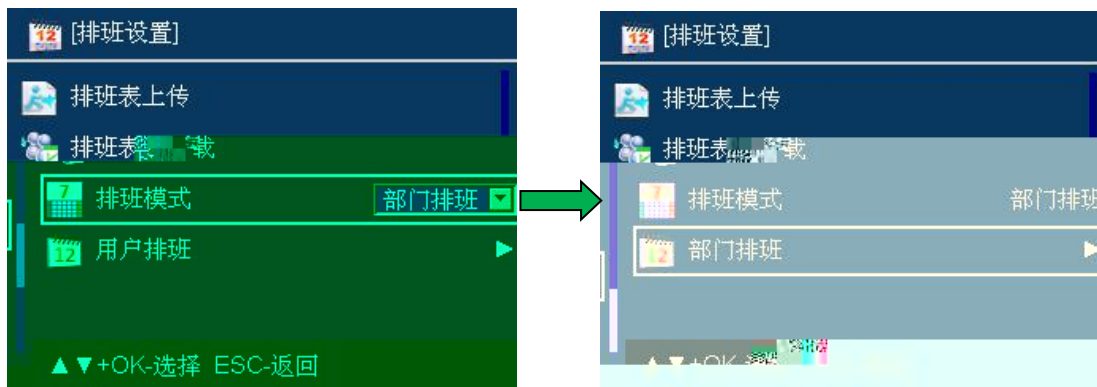 [排班设置]
排班表上传
排班表 载
排班模式 部门排班
用户排班
▲▼+OK-选择 ESC-返回
[排班设置]
排班表上传
排班表 载
排班模式 部门排班
部门排班
▲▼+OK-